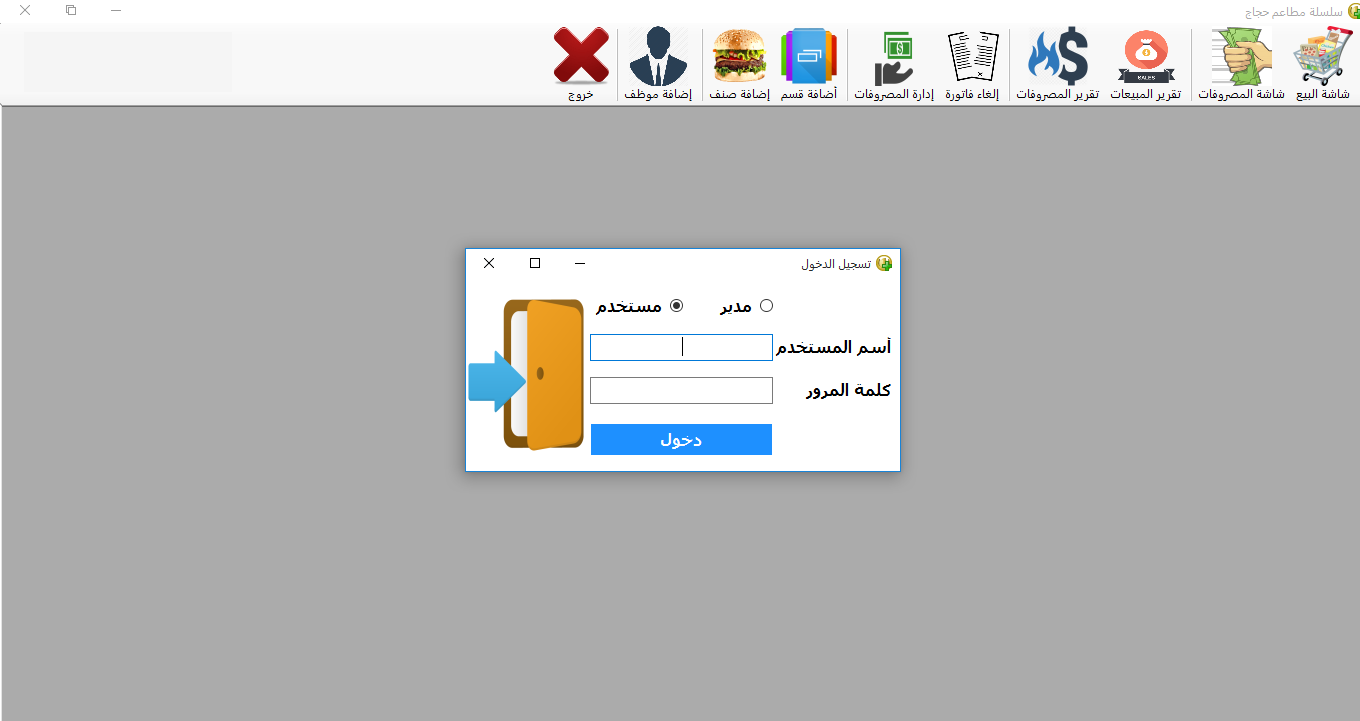 سلسلة مطاعم حجاج
شاشة البيع
شاشة المصروفات
تقرير المبيعات
تقرير المصروفات
إلغاء فاتورة
إدارة المصروفات
أضافة قسم
إضافة صنف
إضافة موظف
خروج
SALES
تسجيل الدخول
مدير
مستخدم
أسم المستخدم
كلمة المرور
دخول